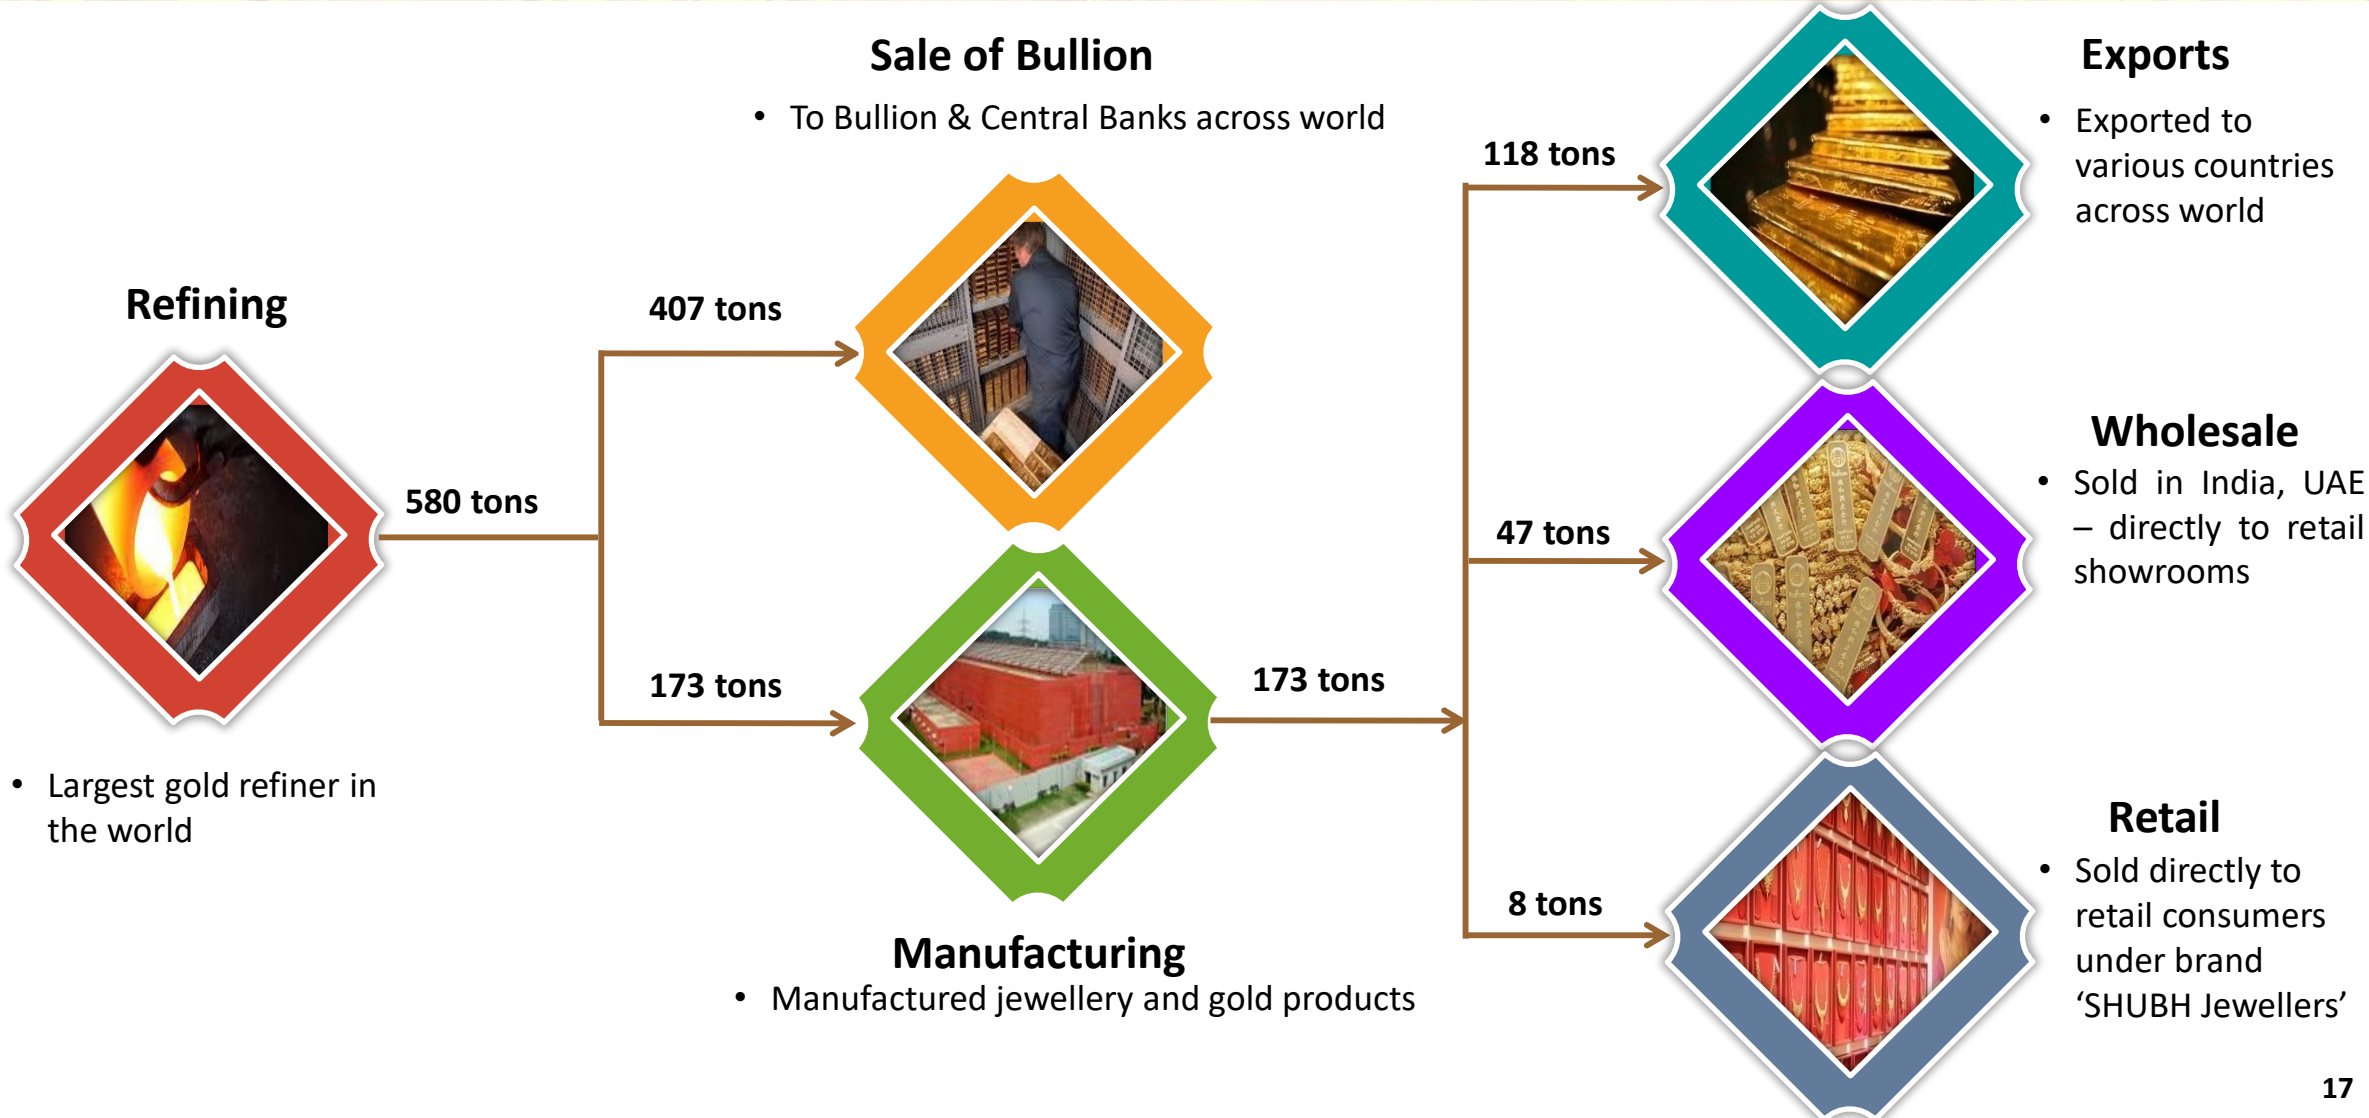 Refining
• Largest gold refiner in
the world
580 tons
407 tons
173 tons
Sale of Bullion
• To Bullion & Central Banks across world
Manufacturing
• Manufactured jewellery and gold products
173 tons
118 tons
47 tons
8 tons
Exports
• Exported to
various countries
across world
Wholesale
• Sold in India, UAE
– directly to retail
showrooms
Retail
• Sold directly to
retail consumers
under brand
‘SHUBH Jewellers’
17